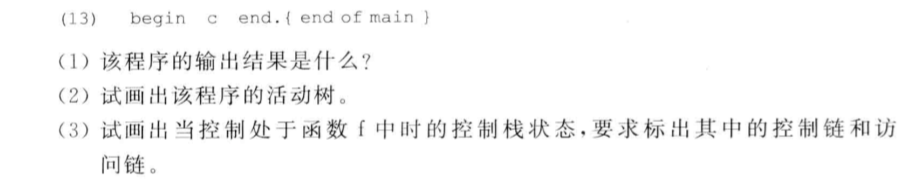 (13) begin c end.{ end of main }
(1) 该程序的输出结果是什么?
(2) 试画出该程序的活动树。
(3) 试画出当控制处于函数 f 中时的控制栈状态,要求标出其中的控制链和访
问链。